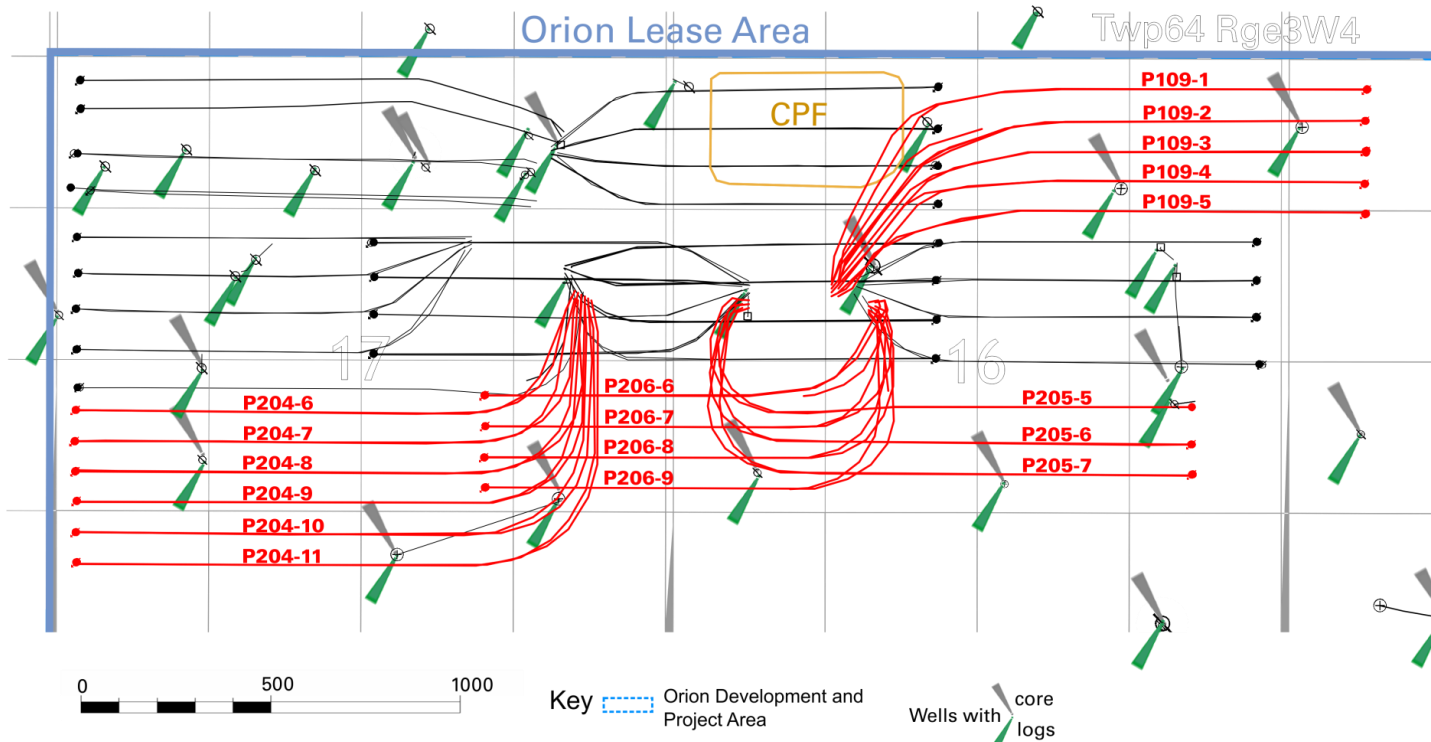 Orion Lease Area
Twp64 Rge3W4
CPF
P109-1
P109-2
P109-3
P109-4
P109-5
17
16
P204-6
P204-7
P204-8
P204-9
P204-10
P204-11
P206-6
P206-7
P206-8
P206-9
P205-5
P205-6
P205-7
0 500 1000
Key
Orion Development and
Project Area
Wells with
core
logs